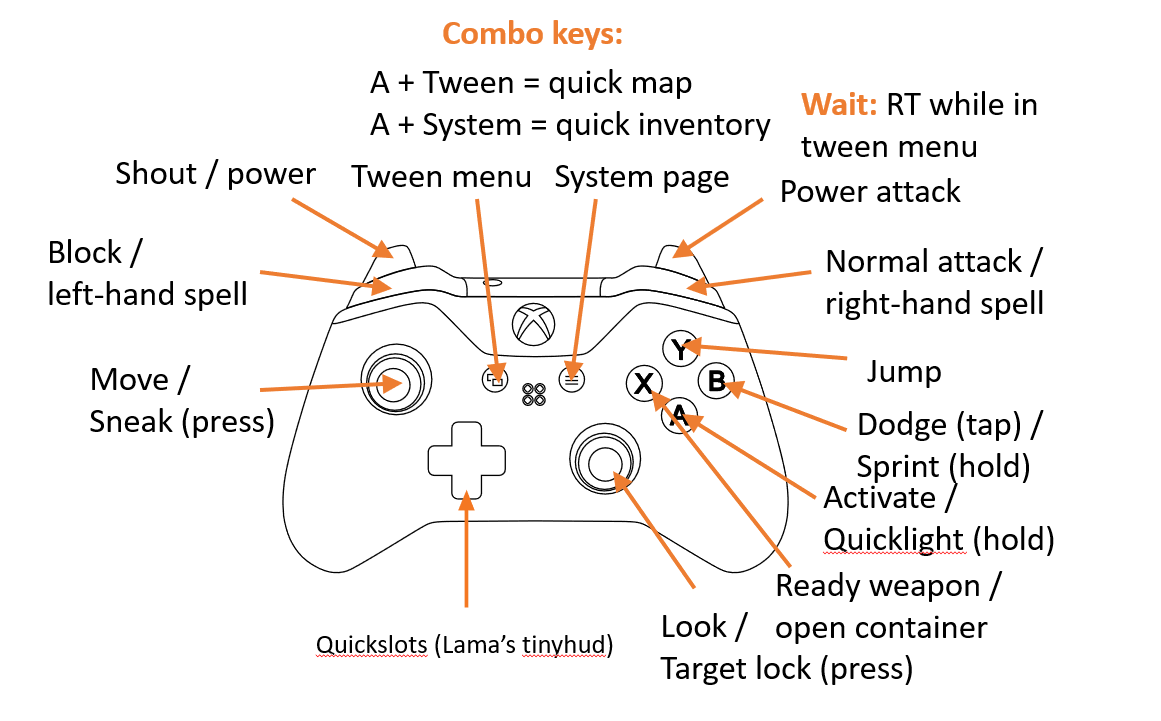 Combo keys:
A + Tween = quick map
A + System = quick inventory
Wait: RT while in
tween menu
Shout / power
Tween menu
System page
Power attack
Block /
left-hand spell
Normal attack /
right-hand spell
Move /
Sneak (press)
Y
X
B
A
Jump
Dodge (tap) /
Sprint (hold)
Activate /
Quicklight (hold)
Ready weapon /
open container
Look /
Target lock (press)
Quickslots (Lama’s tinyhud)